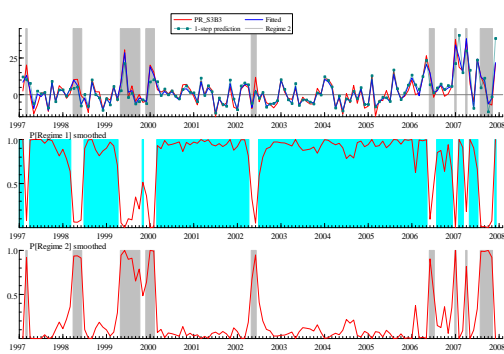 PR_S3B3 Fitted
1-step prediction Regime 2
25
0
1997 1998 1999 2000 2001 2002 2003 2004 2005 2006 2007 2008
P[Regime 1] smoothed
1.0
0.5
1997 1998 1999 2000 2001 2002 2003 2004 2005 2006 2007 2008
P[Regime 2] smoothed
1.0
0.5
1997 1998 1999 2000 2001 2002 2003 2004 2005 2006 2007 2008